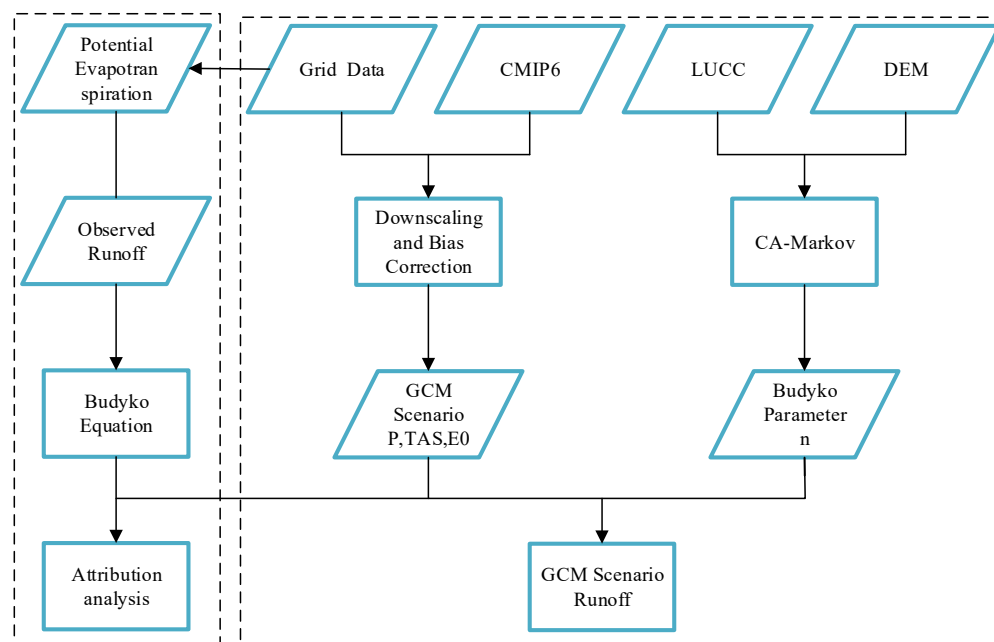 Potential
Evapotran
spiration
Grid Data
CMIP6
LUCC
DEM
Observed
Runoff
Downscaling
and Bias
Correction
CA-Markov
Budyko
Equation
GCM
Scenario
P,TAS,E0
Budyko
Parameter
n
Attribution
analysis
GCM Scenario
Runoff